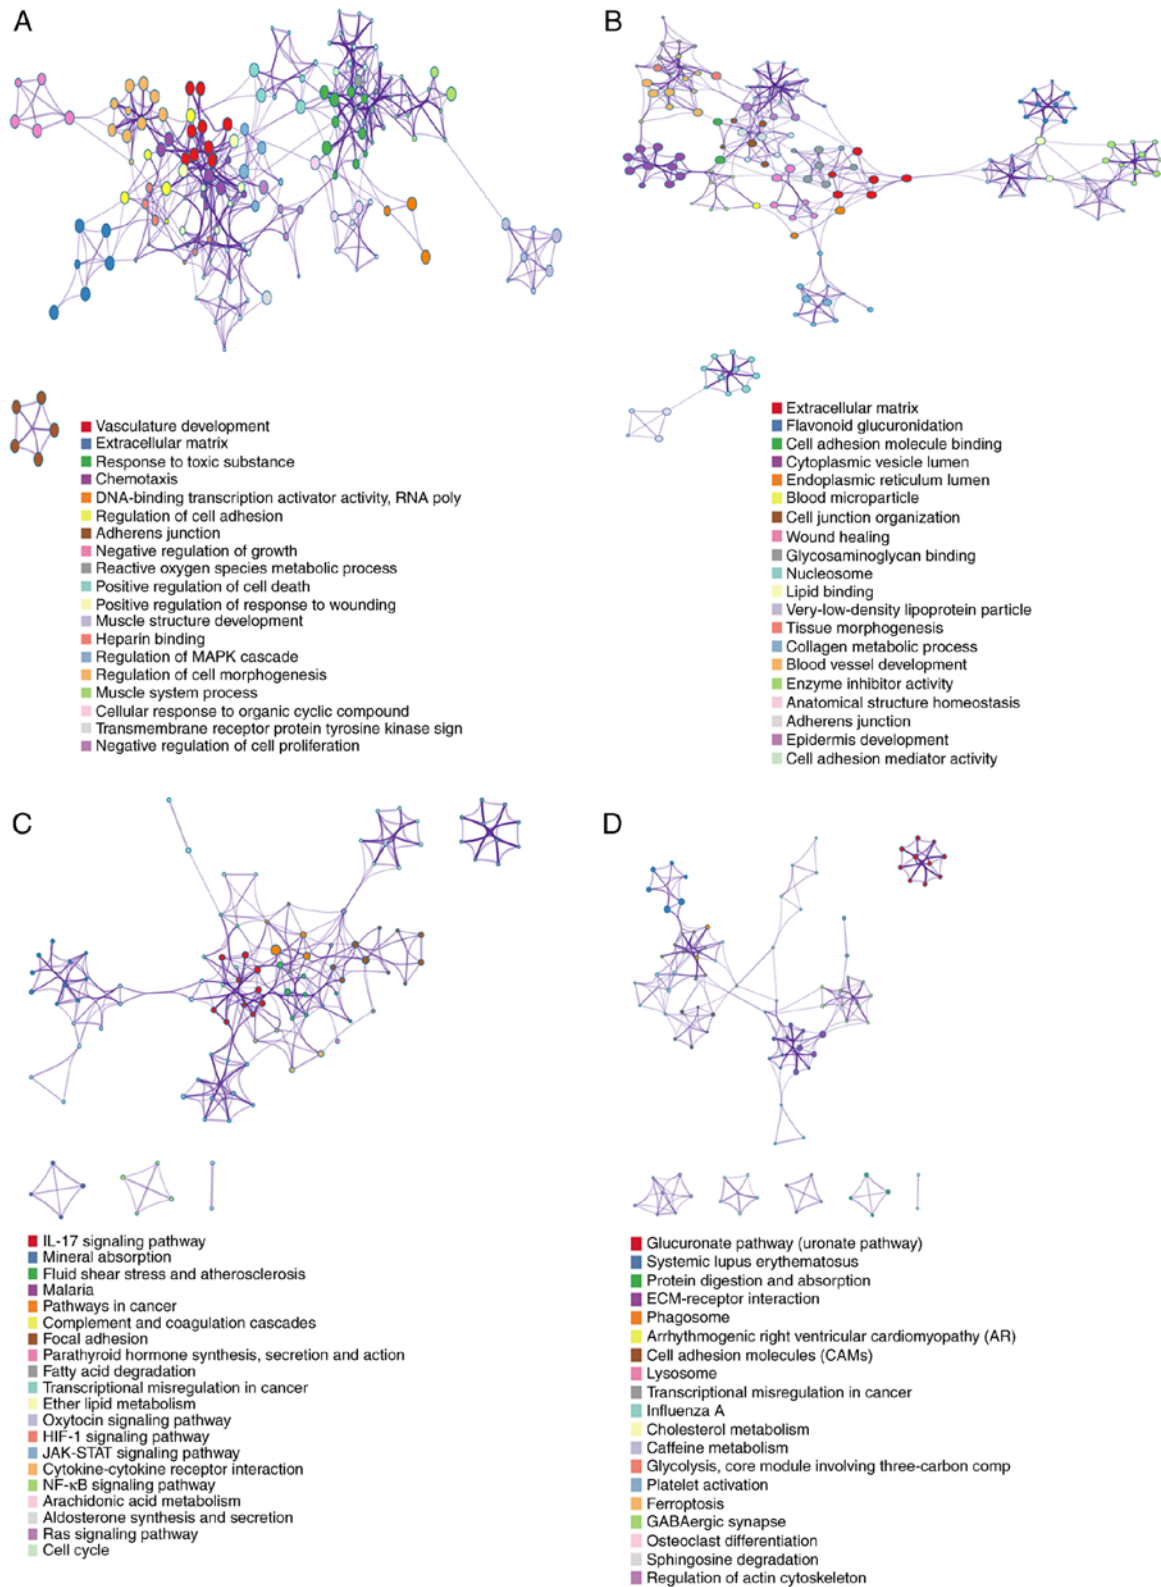 A
Vasculature development
Extracellular matrix
Response to toxic substance
Chemotaxis
DNA-binding transcription activator activity, RNA poly
Regulation of cell adhesion
Adherens junction
Negative regulation of growth
Reactive oxygen species metabolic process
Positive regulation of cell death
Positive regulation of response to wounding
Muscle structure development
Heparin binding
Regulation of MAPK cascade
Regulation of cell morphogenesis
Muscle system process
Cellular response to organic cyclic compound
Transmembrane receptor protein tyrosine kinase sign
Negative regulation of cell proliferation
B
Extracellular matrix
Flavonoid glucuronidation
Cell adhesion molecule binding
Cytoplasmic vesicle lumen
Endoplasmic reticulum lumen
Blood microparticle
Cell junction organization
Wound healing
Glycosaminoglycan binding
Nucleosome
Lipid binding
Very-low-density lipoprotein particle
Tissue morphogenesis
Collagen metabolic process
Blood vessel development
Enzyme inhibitor activity
Anatomical structure homeostasis
Adherens junction
Epidermis development
Cell adhesion mediator activity
C
IL-17 signaling pathway
Mineral absorption
Fluid shear stress and atherosclerosis
Malaria
Pathways in cancer
Complement and coagulation cascades
Focal adhesion
Parathyroid hormone synthesis, secretion and action
Fatty acid degradation
Transcriptional misregulation in cancer
Ether lipid metabolism
Oxytocin signaling pathway
HIF-1 signaling pathway
JAK-STAT signaling pathway
Cytokine-cytokine receptor interaction
NF-κB signaling pathway
Arachidonic acid metabolism
Aldosterone synthesis and secretion
Ras signaling pathway
Cell cycle
D
Glucuronate pathway (uronate pathway)
Systemic lupus erythematosus
Protein digestion and absorption
ECM-receptor interaction
Phagosome
Arrhythmogenic right ventricular cardiomyopathy (AR)
Cell adhesion molecules (CAMs)
Lysosome
Transcriptional misregulation in cancer
Influenza A
Cholesterol metabolism
Caffeine metabolism
Glycolysis, core module involving three-carbon comp
Platelet activation
Ferroptosis
GABAergic synapse
Osteoclast differentiation
Sphingosine degradation
Regulation of actin cytoskeleton